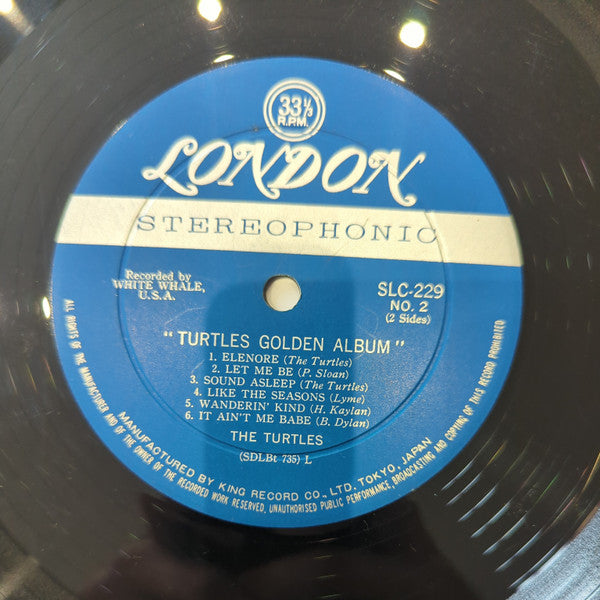 33⅓
R.P.M.
LONDON
STEREOPHONIC
Recorded by
WHITE WHALE,
U.S.A.
SLC-229
NO. 2
(2 Sides)
"TURTLES GOLDEN ALBUM"
1. ELENORE (The Turtles)
2. LET ME BE (P. Sloan)
3. SOUND ASLEEP (The Turtles)
4. LIKE THE SEASONS (Lyme)
5. WANDERIN' KIND (H. Kaylan)
6. IT AIN'T ME BABE (B. Dylan)
THE TURTLES
(SDLBt 735) L
MANUFACTURED BY KING RECORD CO., LTD. TOKYO, JAPAN
ALL RIGHTS OF THE MANUFACTURER AND OF THE OWNER OF THE RECORDED WORK RESERVED, UNAUTHORISED PUBLIC PERFORMANCE, BROADCASTING AND COPYING OF THIS RECORD PROHIBITED